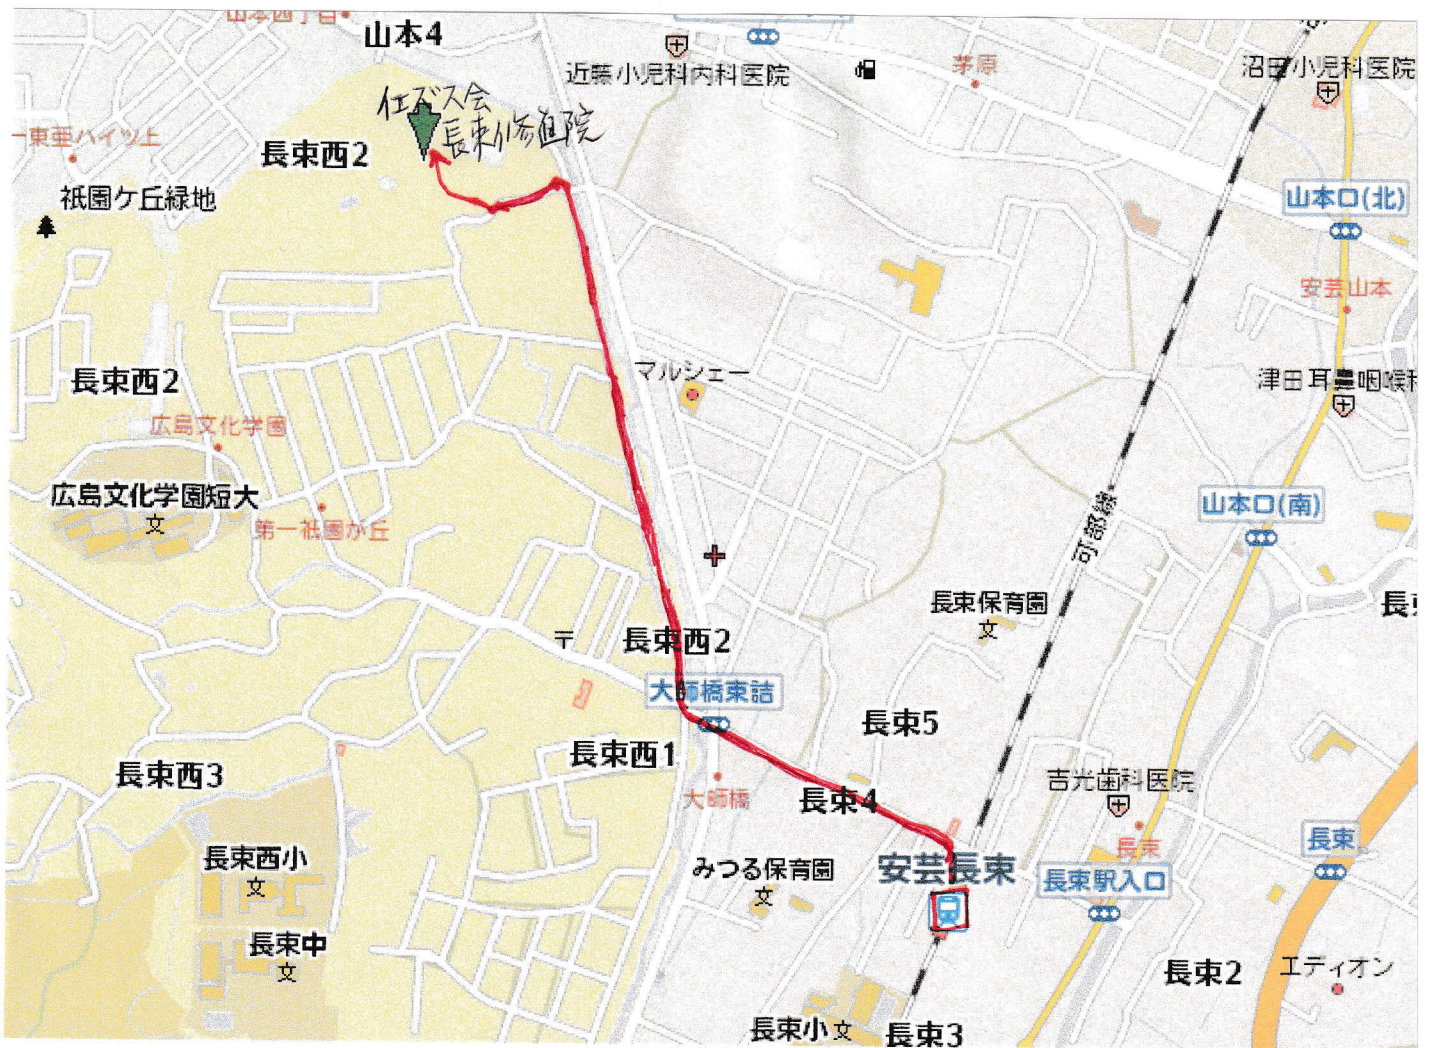 山本四丁目
山本4
近藤小児科内科医院
茅原
沼田小児科医院
イエズス会
長束修道院
東亜ハイツ上
長束西2
祇園ケ丘緑地
山本口(北)
安芸山本
マルシェー
長束西2
津田耳鼻咽喉科
広島文化学園
広島文化学園短大
第一祇園が丘
山本口(南)
可部線
長束保育園
長束西2
大師橋東詰
長束5
長束西1
長束西3
大師橋
長束4
吉光歯科医院
長束
長束
長束西小
みつる保育園
安芸長束
長束駅入口
長束中
長束2
エディオン
長束小
長束3